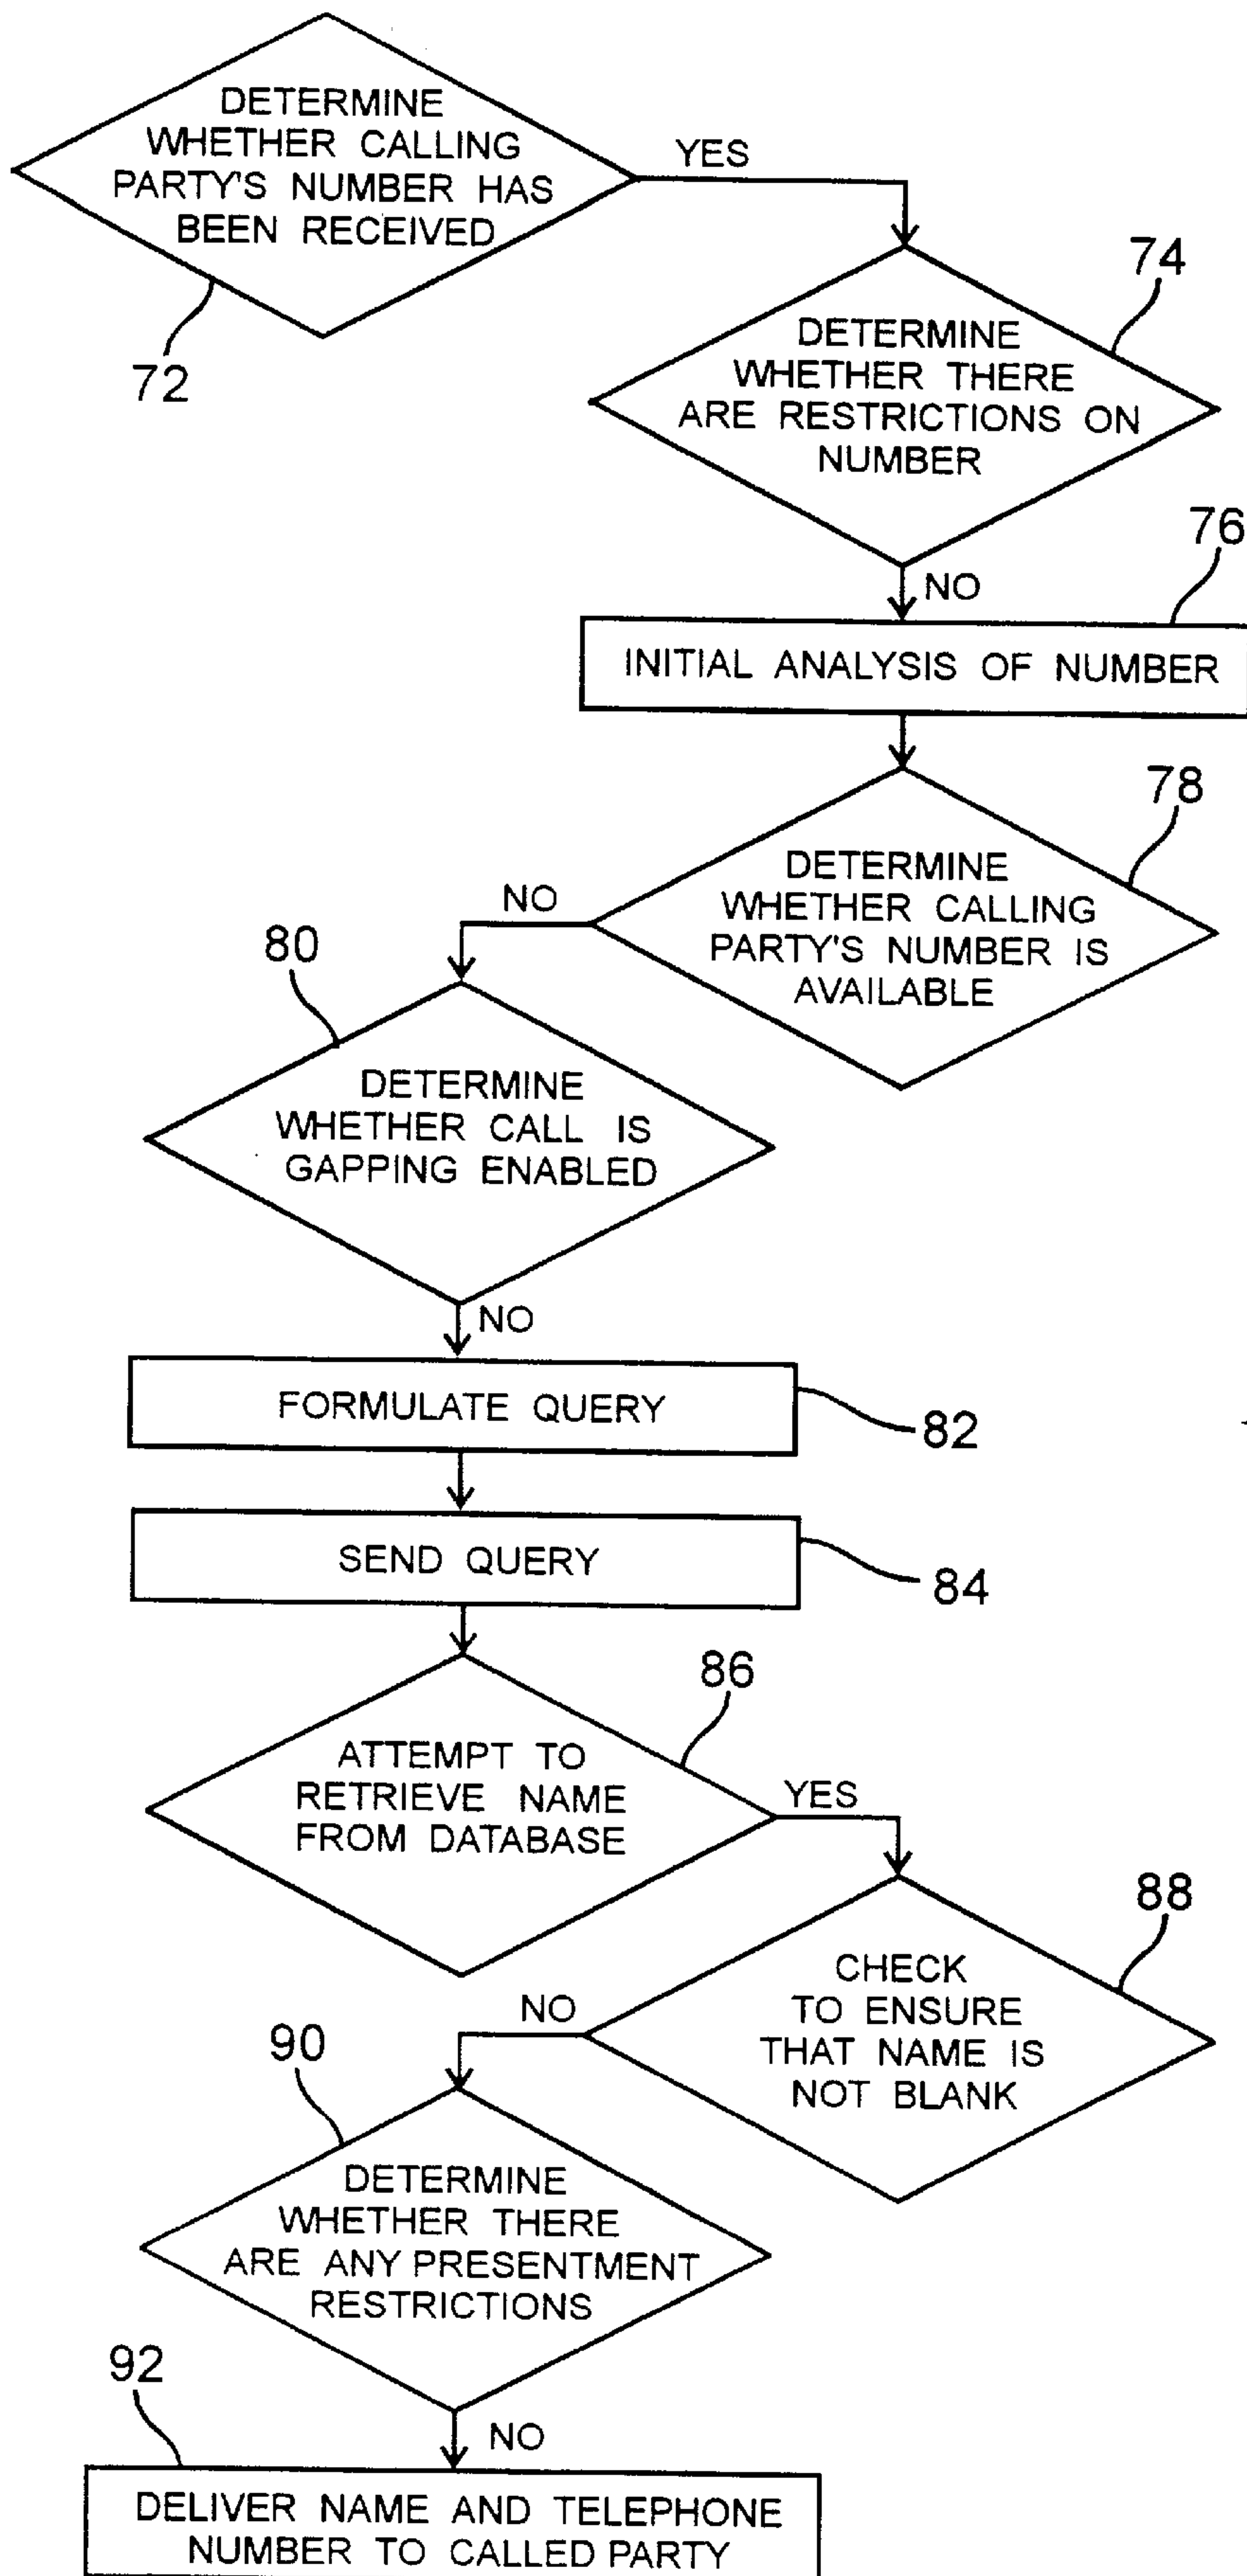 DETERMINE
WHETHER CALLING
PARTY'S NUMBER HAS
BEEN RECEIVED
YES
72
74
DETERMINE
WHETHER THERE
ARE RESTRICTIONS ON
NUMBER
NO
76
INITIAL ANALYSIS OF NUMBER
78
DETERMINE
WHETHER CALLING
PARTY'S NUMBER IS
AVAILABLE
NO
80
DETERMINE
WHETHER CALL IS
GAPPING ENABLED
NO
FORMULATE QUERY
82
SEND QUERY
84
86
ATTEMPT TO
RETRIEVE NAME
FROM DATABASE
YES
88
CHECK
TO ENSURE
THAT NAME IS
NOT BLANK
NO
90
DETERMINE
WHETHER THERE
ARE ANY PRESENTMENT
RESTRICTIONS
NO
92
DELIVER NAME AND TELEPHONE
NUMBER TO CALLED PARTY